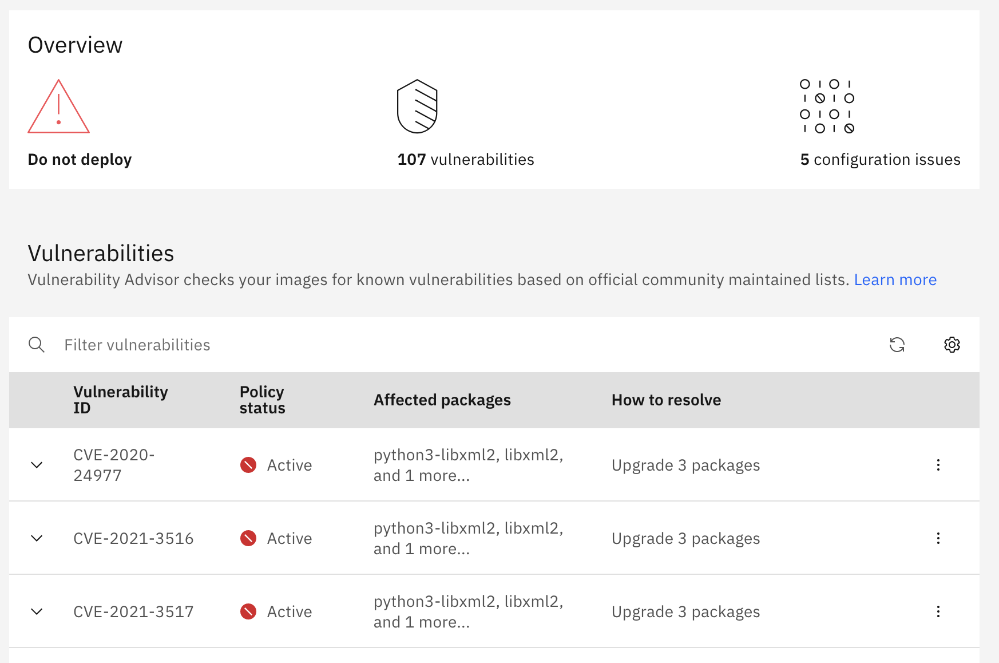 Overview
Do not deploy
107 vulnerabilities
5 configuration issues
Vulnerabilities
Vulnerability Advisor checks your images for known vulnerabilities based on official community maintained lists. Learn more
Filter vulnerabilities
Vulnerability
ID
Policy
status
Affected packages
How to resolve
CVE-2020-
24977
Active
python3-libxml2, libxml2,
and 1 more...
Upgrade 3 packages
CVE-2021-3516
Active
python3-libxml2, libxml2,
and 1 more...
Upgrade 3 packages
CVE-2021-3517
Active
python3-libxml2, libxml2,
and 1 more...
Upgrade 3 packages